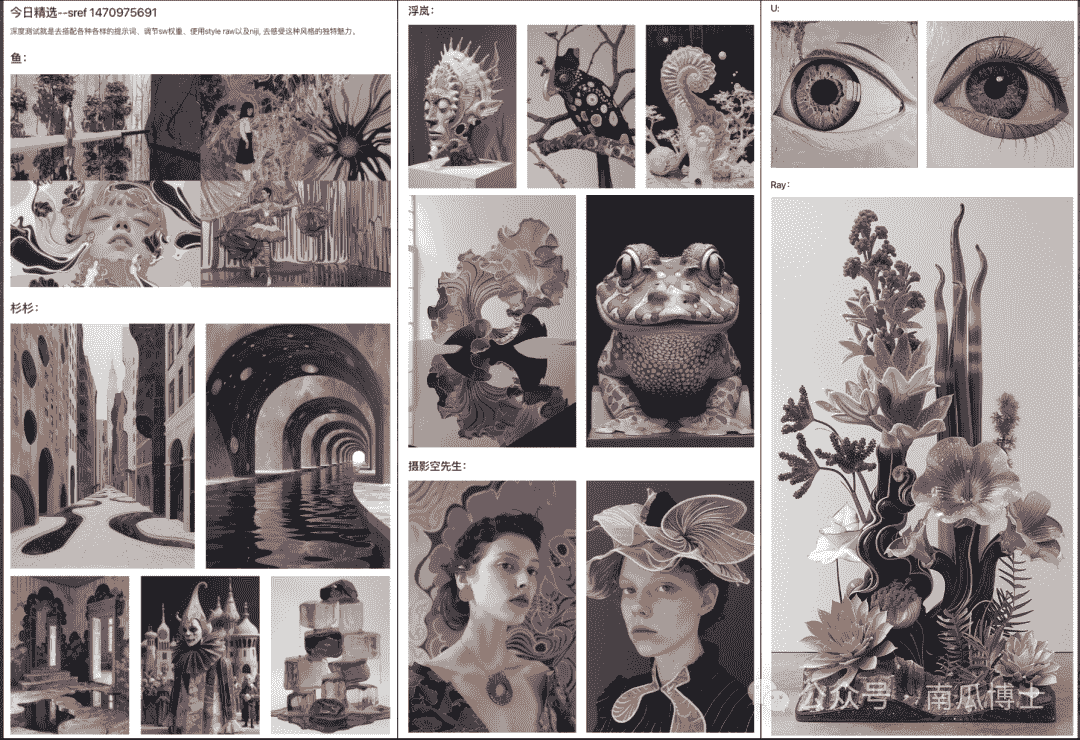 今日精选--sref 1470975691
深度测试就是去搭配各种各样的提示词、调节sw权重、使用style raw以及niji, 去感受这种风格的独特魅力。
鱼：
杉杉：
浮岚：
摄影空先生：
U：
Ray：
公众号 · 南瓜博士